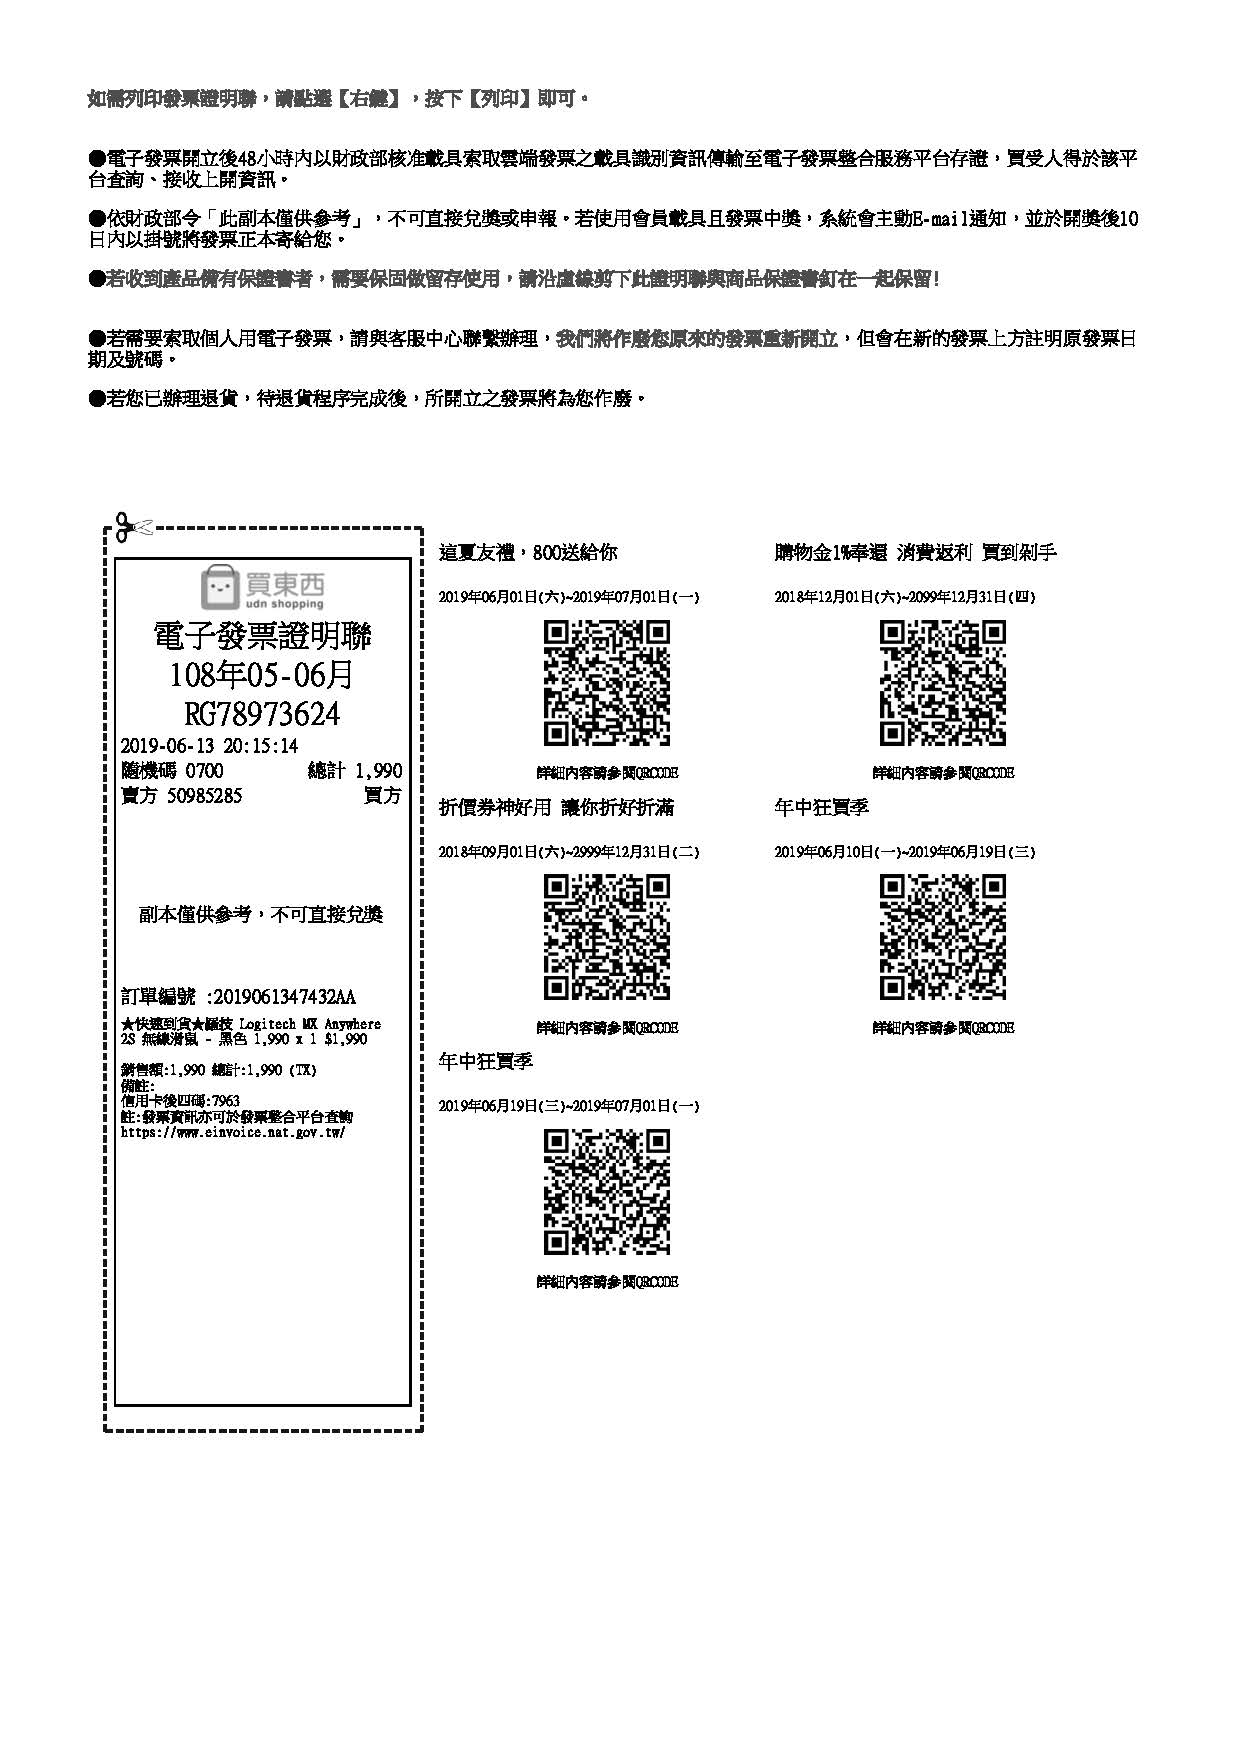 如需列印發票證明聯，請點選【右鍵】，按下【列印】即可。
●電子發票開立後48小時內以財政部核准載具索取雲端發票之載具識別資訊傳輸至電子發票整合服務平台存證，買受人得於該平
台查詢、接收上開資訊。
●依財政部令「此副本僅供參考」，不可直接兌獎或申報。若使用會員載具且發票中獎，系統會主動E-mail通知，並於開獎後10
日內以掛號將發票正本寄給您。
●若收到產品備有保證書者，需要保固做留存使用，請沿虛線剪下此證明聯與商品保證書釘在一起保留!
●若需要索取個人用電子發票，請與客服中心聯繫辦理，我們將作廢您原來的發票重新開立，但會在新的發票上方註明原發票日
期及號碼。
●若您已辦理退貨，待退貨程序完成後，所開立之發票將為您作廢。
買東西
udn shopping
電子發票證明聯
108年05-06月
RG78973624
2019-06-13 20:15:14
隨機碼 0700 總計 1,990
賣方 50985285 買方
副本僅供參考，不可直接兌獎
訂單編號 :2019061347432AA
★快速到貨★羅技 Logitech MX Anywhere
2S 無線滑鼠 - 黑色 1,990 x 1 $1,990
銷售額:1,990 總計:1,990 (TX)
備註:
信用卡後四碼:7963
註:發票資訊亦可於發票整合平台查詢
https://www.einvoice.nat.gov.tw/
這夏友禮，800送給你
2019年06月01日(六)~2019年07月01日(一)
詳細內容請參閱QRCODE
購物金1%奉還 消費返利 買到剁手
2018年12月01日(六)~2099年12月31日(四)
詳細內容請參閱QRCODE
折價券神好用 讓你折好折滿
2018年09月01日(六)~2999年12月31日(二)
詳細內容請參閱QRCODE
年中狂買季
2019年06月10日(一)~2019年06月19日(三)
詳細內容請參閱QRCODE
年中狂買季
2019年06月19日(三)~2019年07月01日(一)
詳細內容請參閱QRCODE